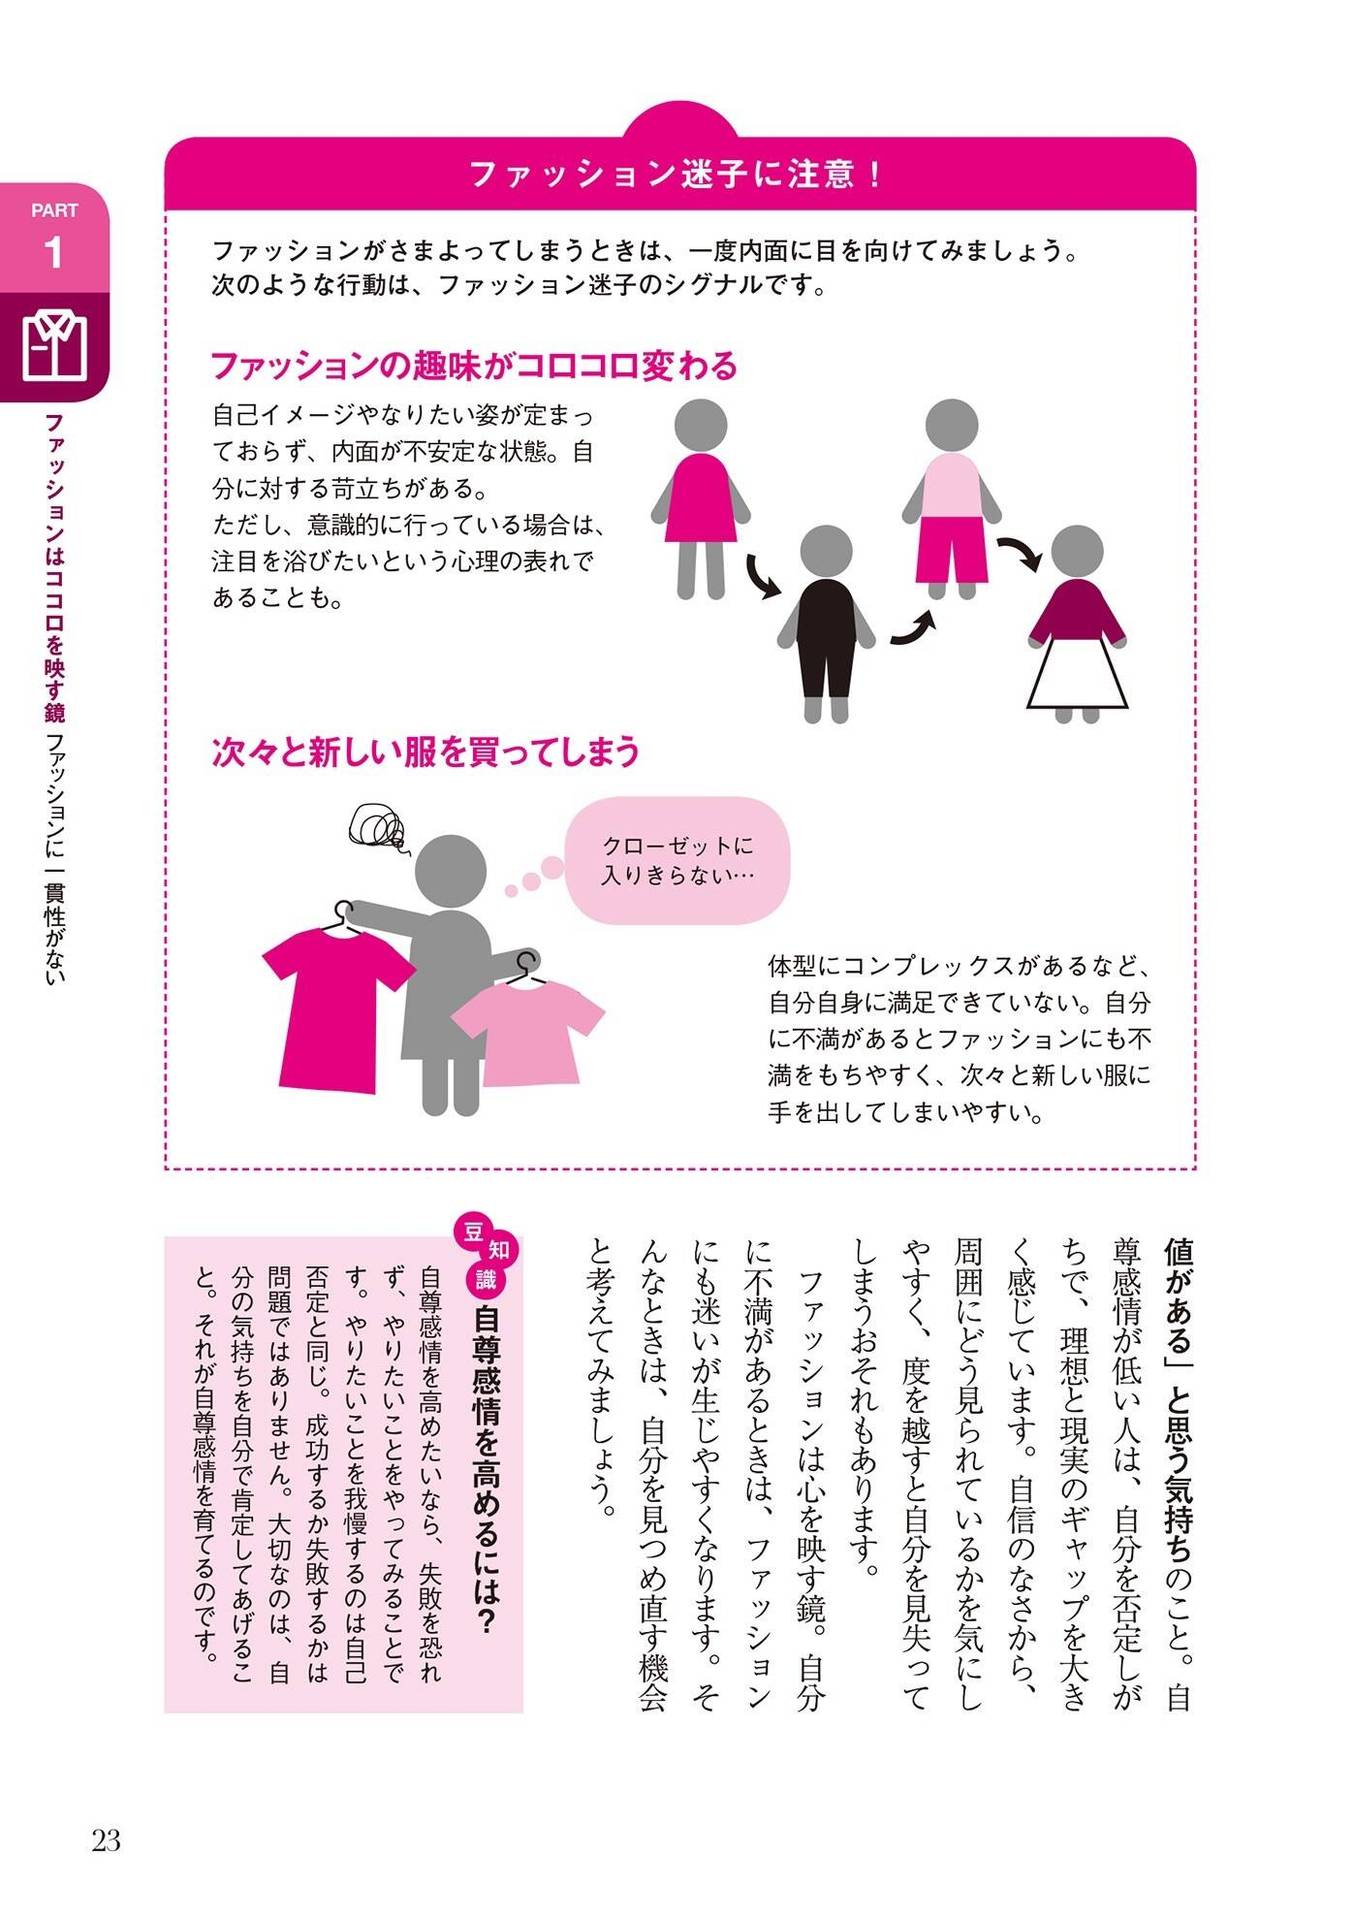 PART
1
ファッションはココロを映す鏡 ファッションに一貫性がない
ファッション迷子に注意！
ファッションがさまよってしまうときは、一度内面に目を向けてみましょう。
次のような行動は、ファッション迷子のシグナルです。
ファッションの趣味がコロコロ変わる
自己イメージやなりたい姿が定まっ
ておらず、内面が不安定な状態。自
分に対する苛立ちがある。
ただし、意識的に行っている場合は、
注目を浴びたいという心理の表れで
あることも。
次々と新しい服を買ってしまう
クローゼットに
入りきらない…
体型にコンプレックスがあるなど、
自分自身に満足できていない。自分
に不満があるとファッションにも不
満をもちやすく、次々と新しい服に
手を出してしまいやすい。
値がある」と思う気持ちのこと。自
尊感情が低い人は、自分を否定しが
ちで、理想と現実のギャップを大き
く感じています。自信のなさから、
周囲にどう見られているかを気にし
やすく、度を越すと自分を見失って
しまうおそれもあります。
ファッションは心を映す鏡。自分
に不満があるときは、ファッション
にも迷いが生じやすくなります。そ
んなときは、自分を見つめ直す機会
と考えてみましょう。
豆知識
自尊感情を高めるには？
自尊感情を高めたいなら、失敗を恐れ
ず、やりたいことをやってみることで
す。やりたいことを我慢するのは自己
否定と同じ。成功するか失敗するかは
問題ではありません。大切なのは、自
分の気持ちを自分で肯定してあげるこ
と。それが自尊感情を育てるのです。
23